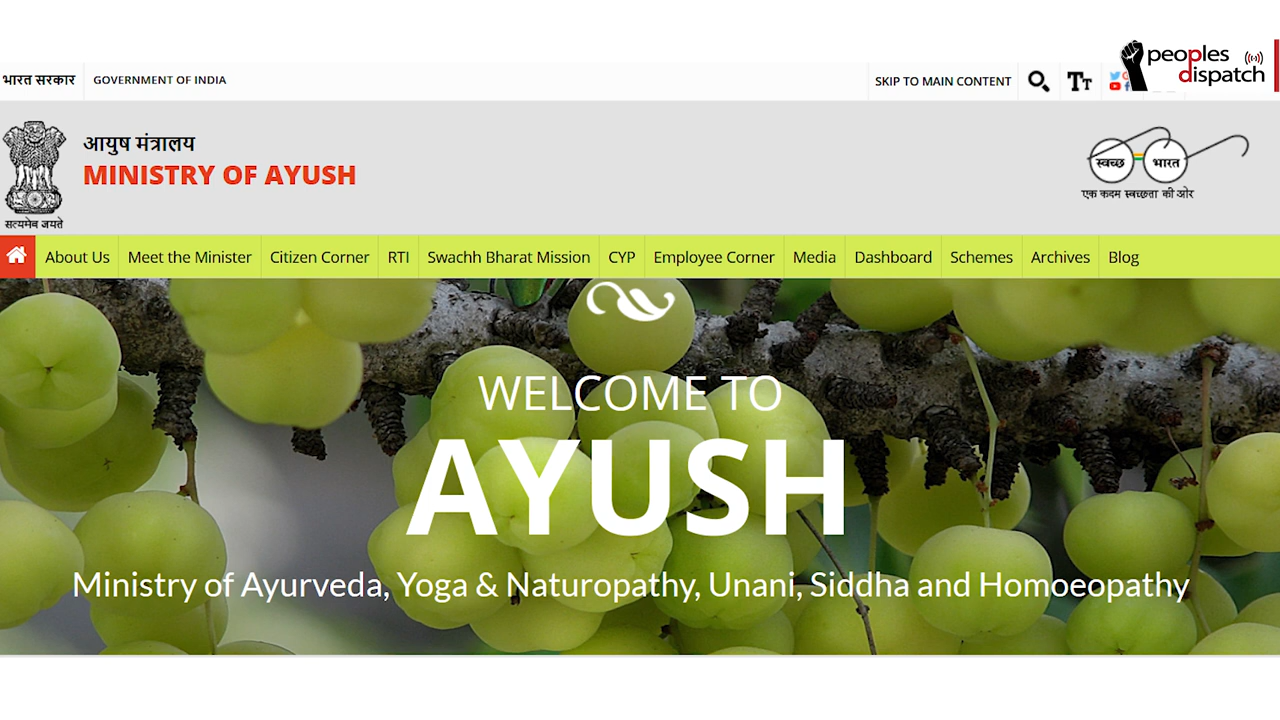 peoples
dispatch
भारत सरकार
GOVERNMENT OF INDIA
SKIP TO MAIN CONTENT
TT
आयुष मंत्रालय
MINISTRY OF AYUSH
सत्यमेव जयते
स्वच्छ भारत
एक कदम स्वच्छता की ओर
About Us
Meet the Minister
Citizen Corner
RTI
Swachh Bharat Mission
CYP
Employee Corner
Media
Dashboard
Schemes
Archives
Blog
WELCOME TO
AYUSH
Ministry of Ayurveda, Yoga & Naturopathy, Unani, Siddha and Homoeopathy